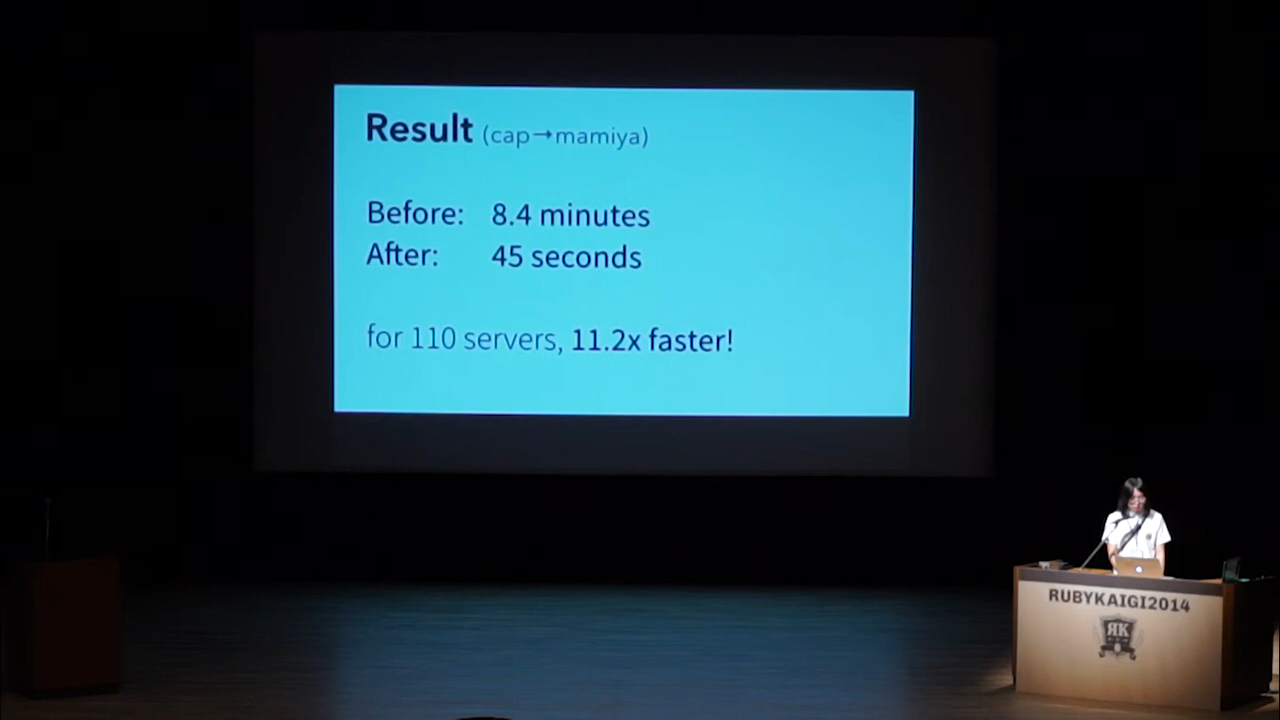 Result (cap→mamiya)
Before: 8.4 minutes
After: 45 seconds
for 110 servers, 11.2x faster!
RUBYKAIGI2014
RK